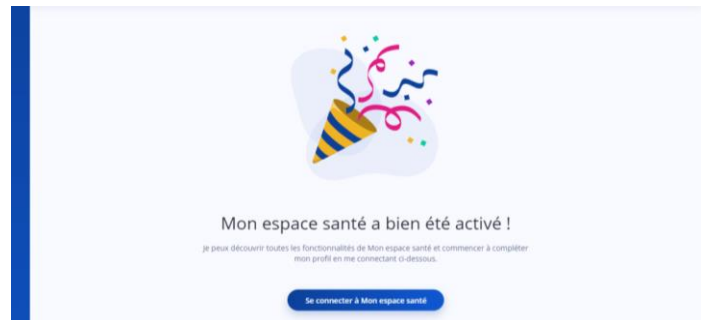 Mon espace santé a bien été activé !
Je peux découvrir toutes les fonctionnalités de Mon espace santé et commencer à compléter
mon profil en me connectant ci-dessous.
Se connecter à Mon espace santé